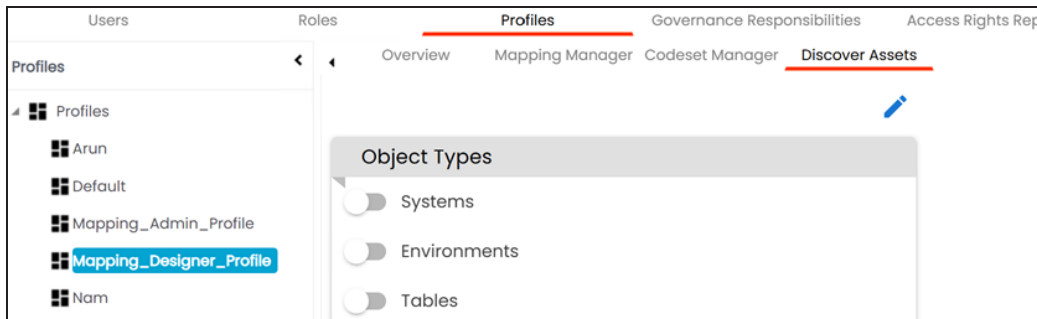 Users Roles Profiles Governance Responsibilities Access Rights
Profiles
Overview Mapping Manager Codeset Manager Discover Assets
Profiles
Arun
Default
Mapping_Admin_Profile
Mapping_Designer_Profile
Nam
Object Types
Systems
Environments
Tables